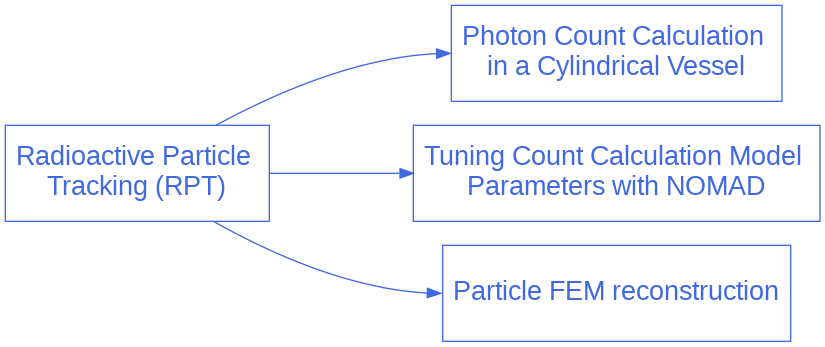 Photon Count Calculation
in a Cylindrical Vessel
Radioactive Particle
Tracking (RPT)
Tuning Count Calculation Model
Parameters with NOMAD
Particle FEM reconstruction